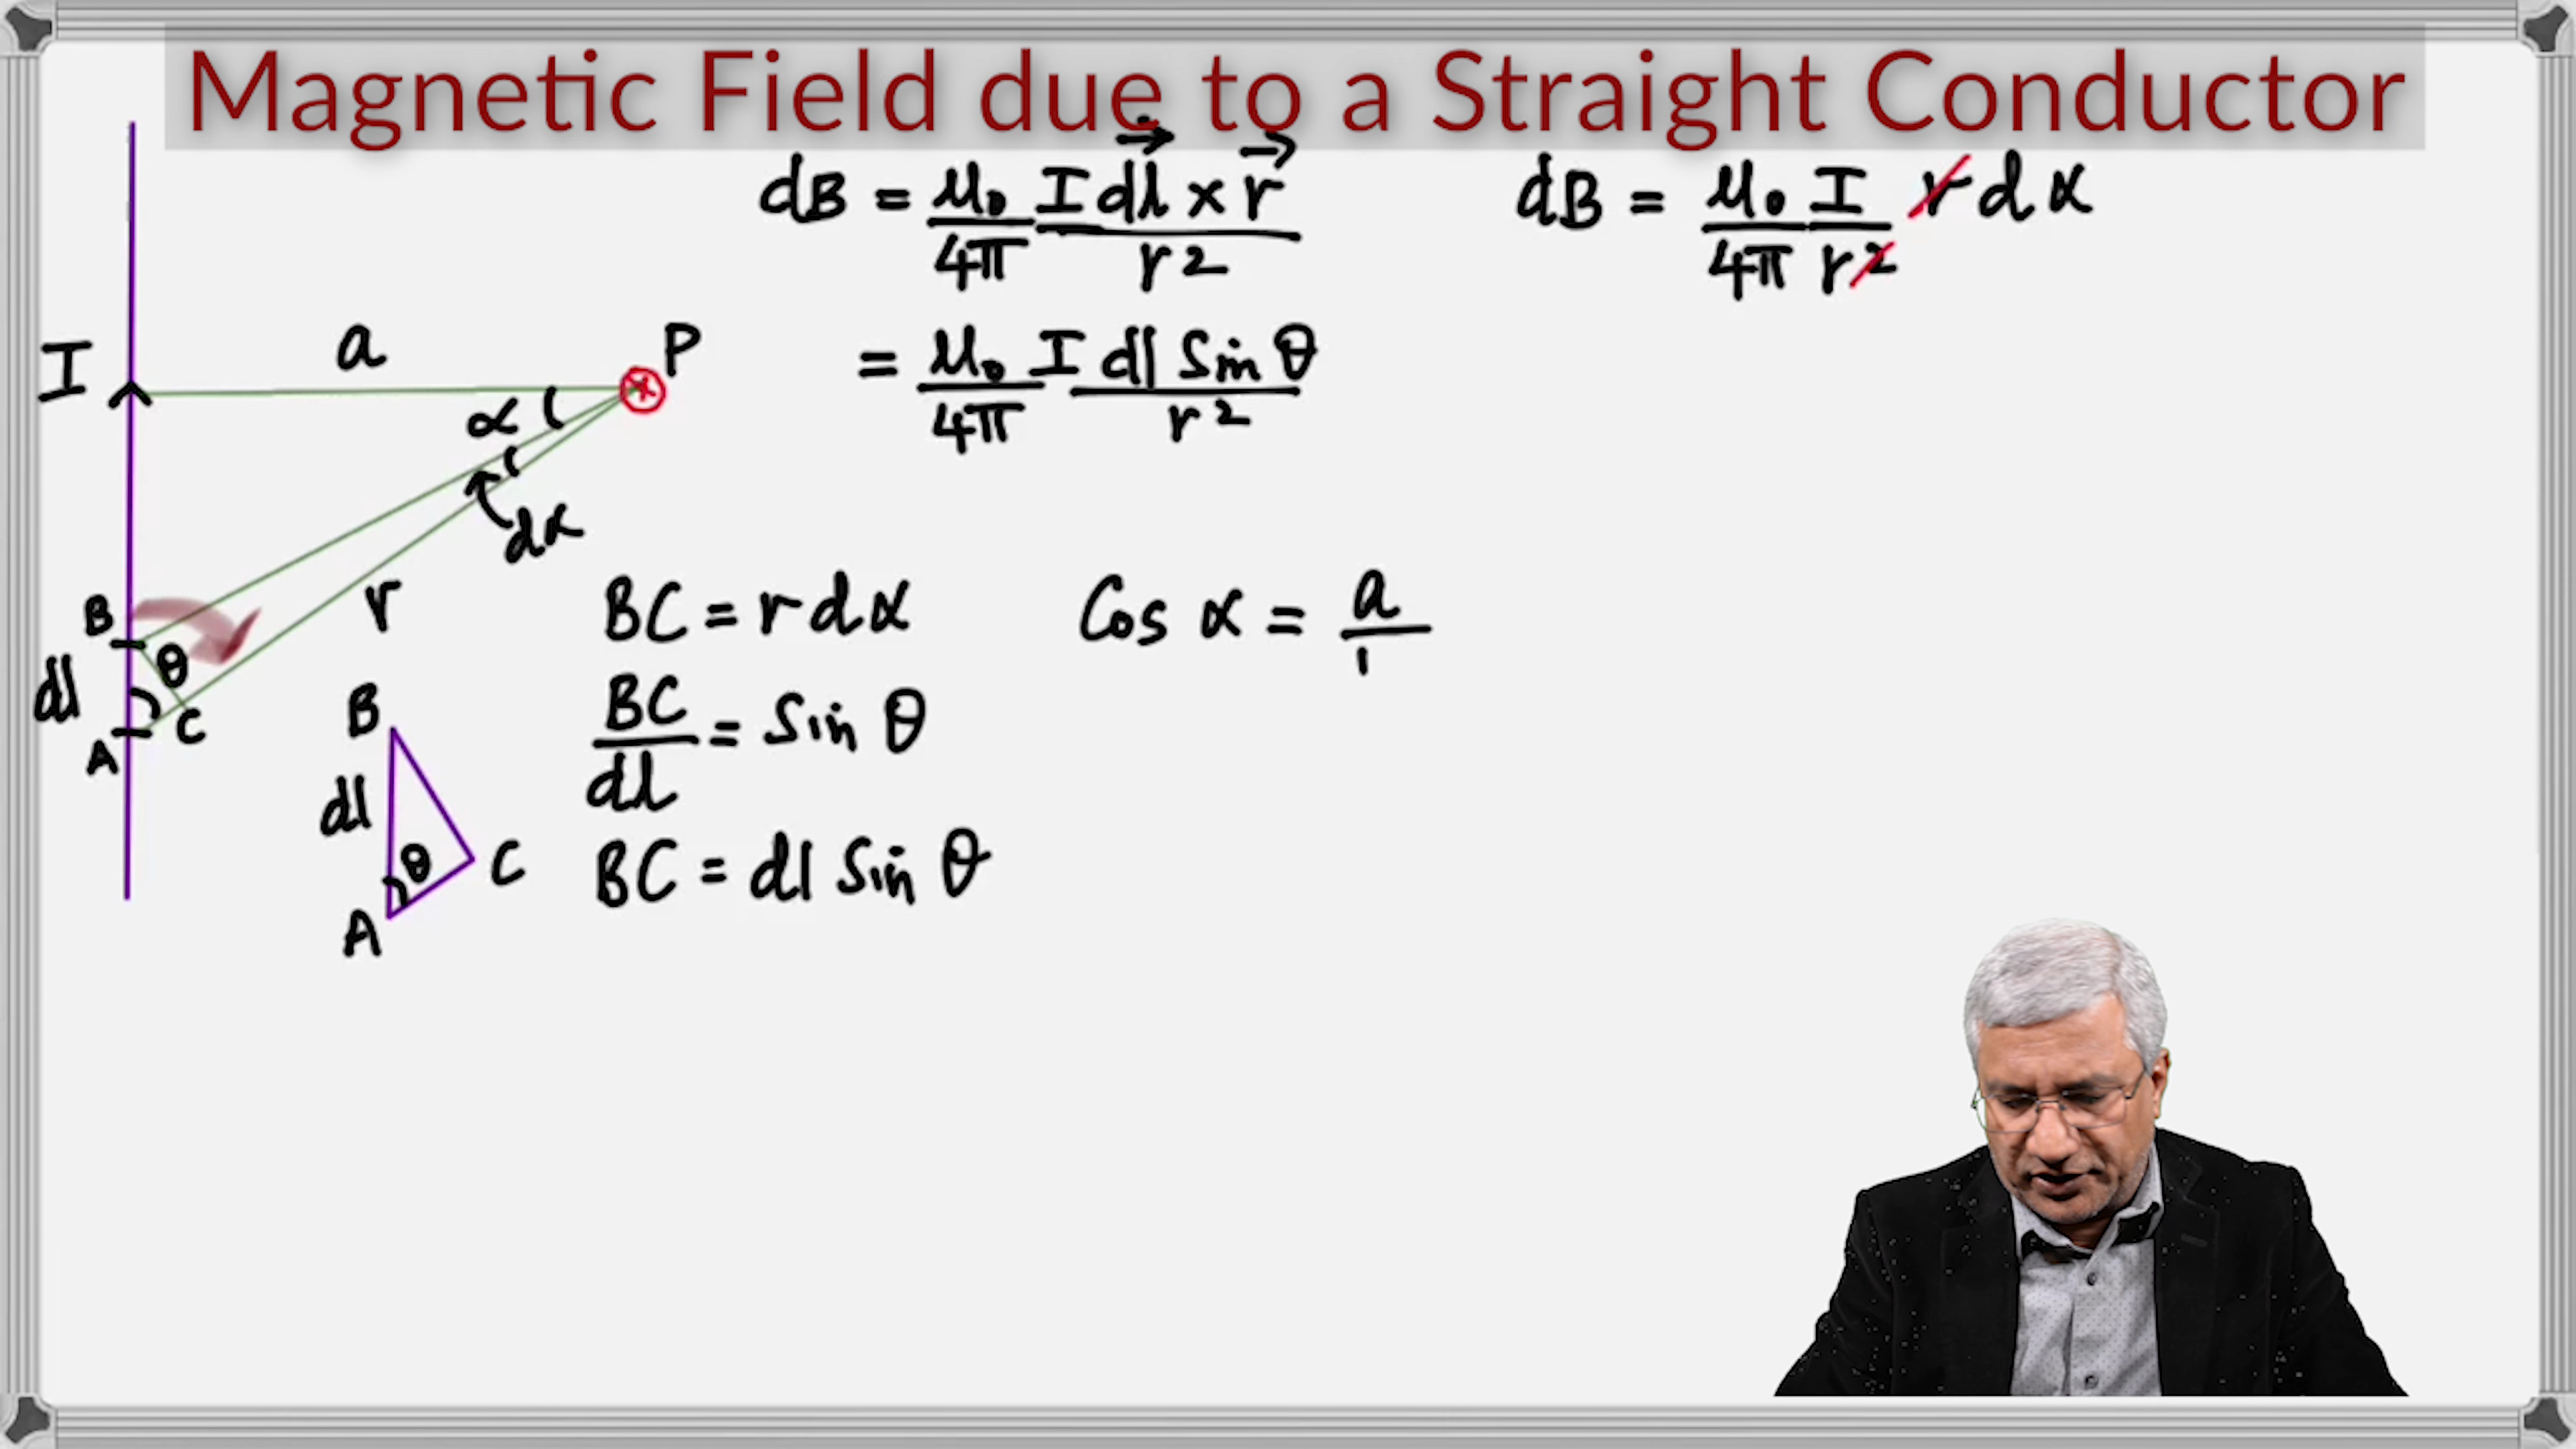 Magnetic Field due to a Straight Conductor
dB = μ₀/4π I dl⃗ × r⃗ / r²
= μ₀/4π I dl Sin θ / r²
dB = μ₀/4π I/r² r dα
I
a
P
α
dα
r
B
θ
dl
C
A
B
dl
θ
C
A
BC = r dα
BC/dl = Sin θ
BC = dl Sin θ
Cos α = a/